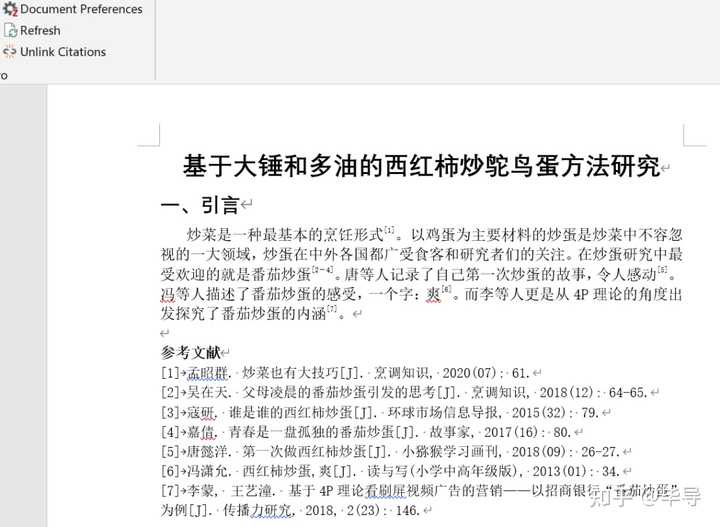 Document Preferences
Refresh
Unlink Citations
o
基于大锤和多油的西红柿炒鸵鸟蛋方法研究
一、引言
炒菜是一种最基本的烹饪形式[1]。以鸡蛋为主要材料的炒蛋是炒菜中不容忽
视的一大领域，炒蛋在中外各国都广受食客和研究者们的关注。在炒蛋研究中最
受欢迎的就是番茄炒蛋[2-4]。唐等人记录了自己第一次炒蛋的故事，令人感动[5]。
冯等人描述了番茄炒蛋的感受，一个字：爽[6]。而李等人更是从 4P 理论的角度出
发探究了番茄炒蛋的内涵[7]。
参考文献
[1]孟昭群. 炒菜也有大技巧[J]. 烹调知识, 2020(07): 61.
[2]吴在天. 父母凌晨的番茄炒蛋引发的思考[J]. 烹调知识, 2018(12): 64-65.
[3]寇研. 谁是谁的西红柿炒蛋[J]. 环球市场信息导报, 2015(32): 79.
[4]嘉倩. 青春是一盘孤独的番茄炒蛋[J]. 故事家, 2017(16): 80.
[5]唐懿洋. 第一次做西红柿炒蛋[J]. 小猕猴学习画刊, 2018(09): 26-27.
[6]冯潇允. 西红柿炒蛋,爽[J]. 读与写(小学中高年级版), 2013(01): 34.
[7]李蒙, 王艺潼. 基于 4P 理论看刷屏视频广告的营销——以招商银行“番茄炒蛋”
为例[J]. 传播力研究, 2018, 2(23): 146.
知乎 @毕导